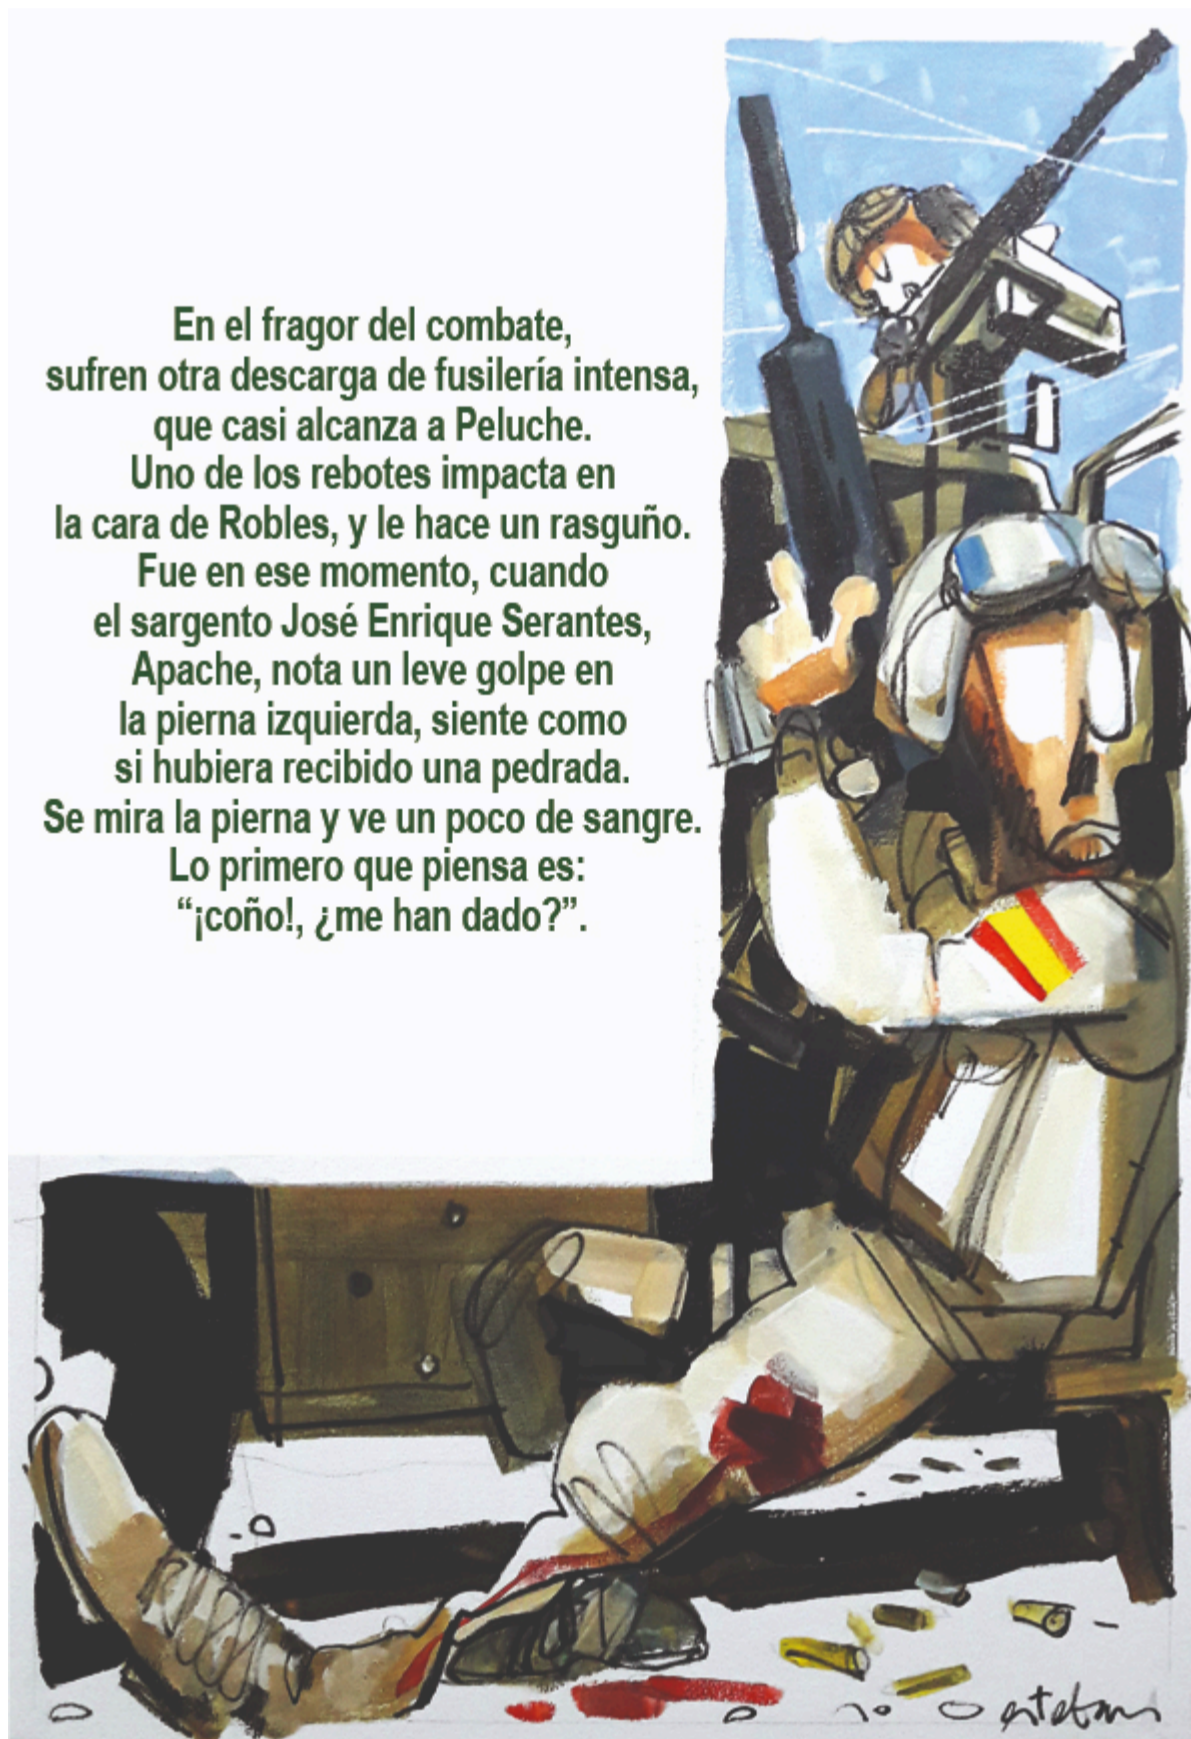 En el fragor del combate,
sufren otra descarga de fusilería intensa,
que casi alcanza a Peluche.
Uno de los rebotes impacta en
la cara de Robles, y le hace un rasguño.
Fue en ese momento, cuando
el sargento José Enrique Serantes,
Apache, nota un leve golpe en
la pierna izquierda, siente como
si hubiera recibido una pedrada.
Se mira la pierna y ve un poco de sangre.
Lo primero que piensa es:
“¡coño!, ¿me han dado?”.
esteban